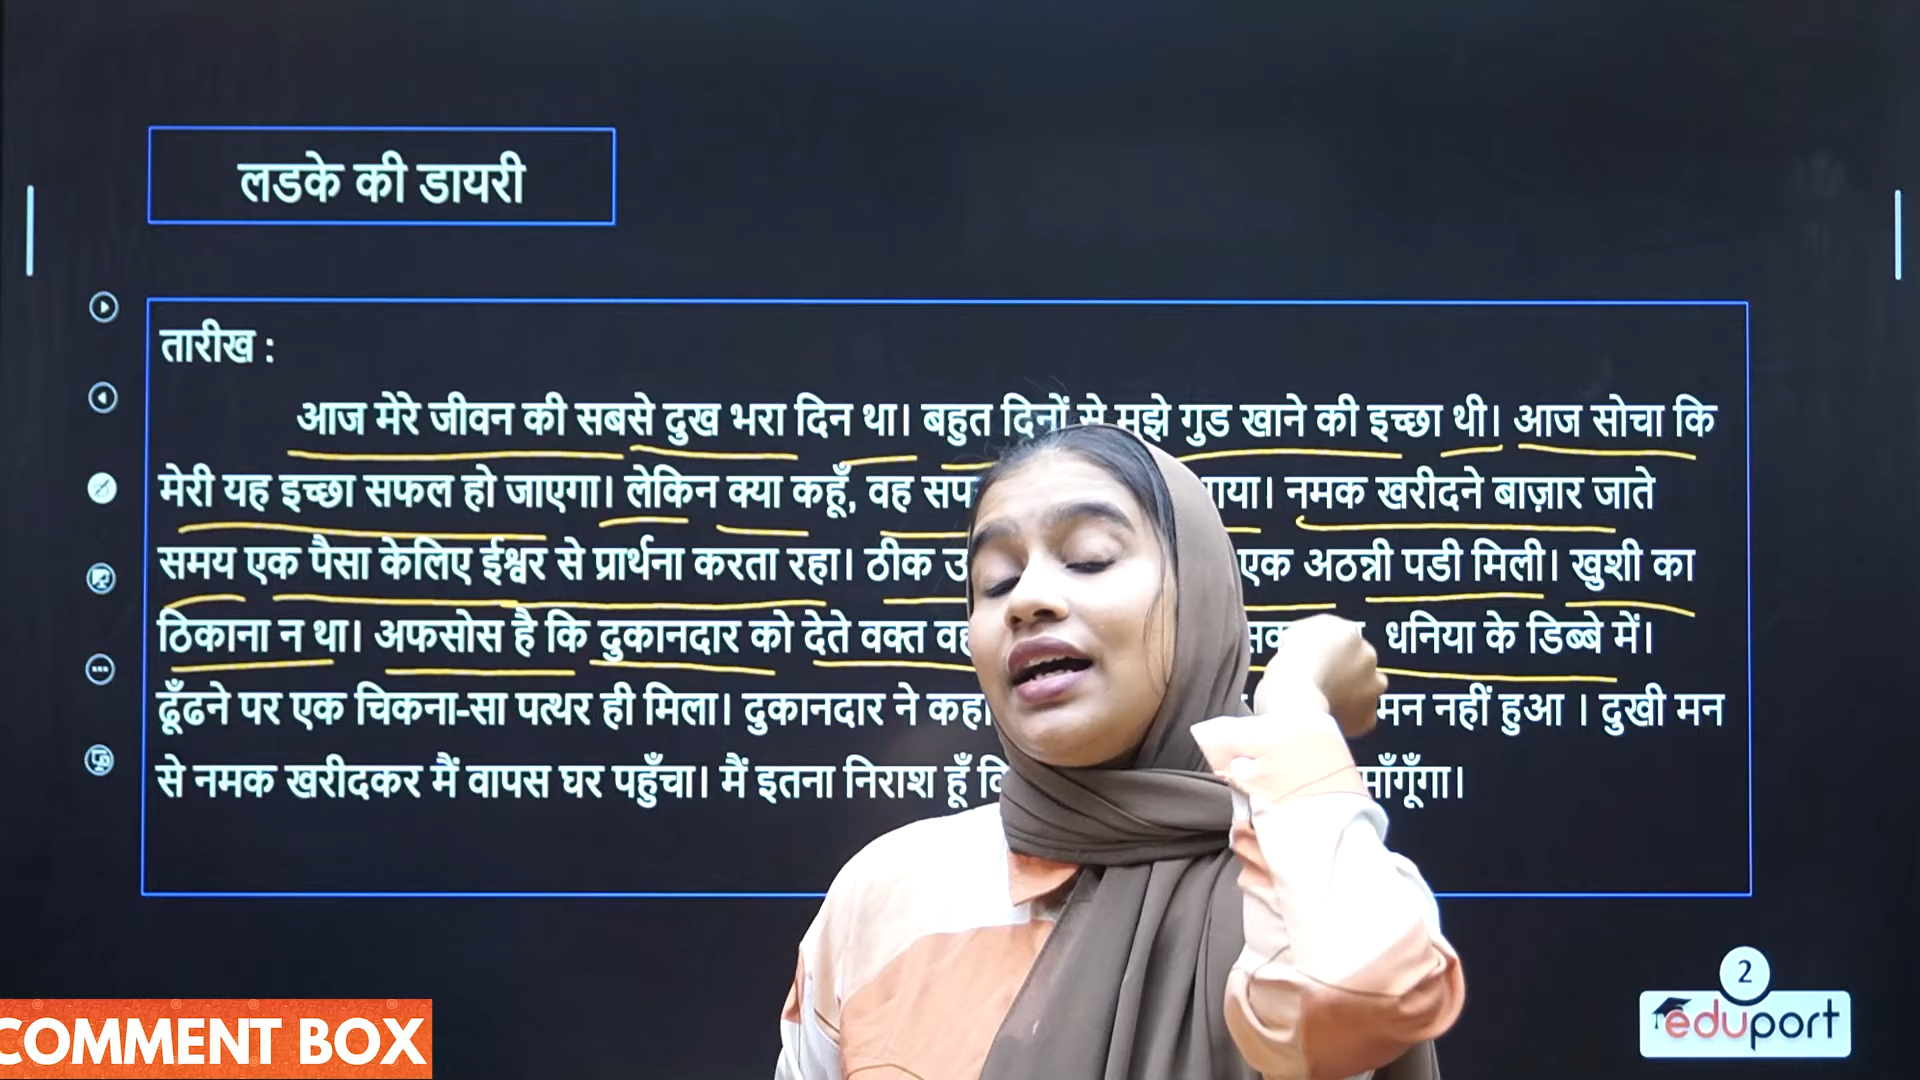 लडके की डायरी
तारीख :
आज मेरे जीवन की सबसे दुख भरा दिन था। बहुत दिनों से मुझे गुड खाने की इच्छा थी। आज सोचा कि
मेरी यह इच्छा सफल हो जाएगा। लेकिन क्या कहूँ, वह गया। नमक खरीदने बाज़ार जाते
समय एक पैसा केलिए ईश्वर से प्रार्थना करता रहा। ठीक एक अठन्नी पडी मिली। खुशी का
ठिकाना न था। अफसोस है कि दुकानदार को देते वक्त धनिया के डिब्बे में।
ढूँढने पर एक चिकना-सा पत्थर ही मिला। दुकानदार ने कहा मन नहीं हुआ । दुखी मन
से नमक खरीदकर मैं वापस घर पहुँचा। मैं इतना निराश हूँ माँगूँगा।
2
eduport
COMMENT BOX